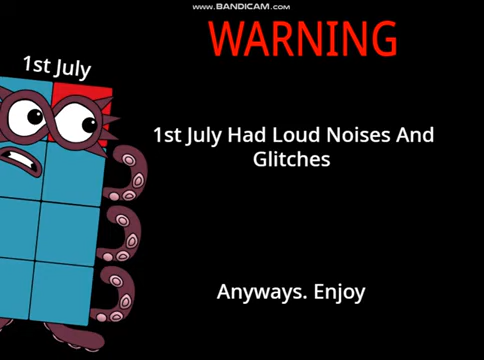 www.BANDICAM.com
WARNING
1st July
1st July Had Loud Noises And
Glitches
Anyways. Enjoy